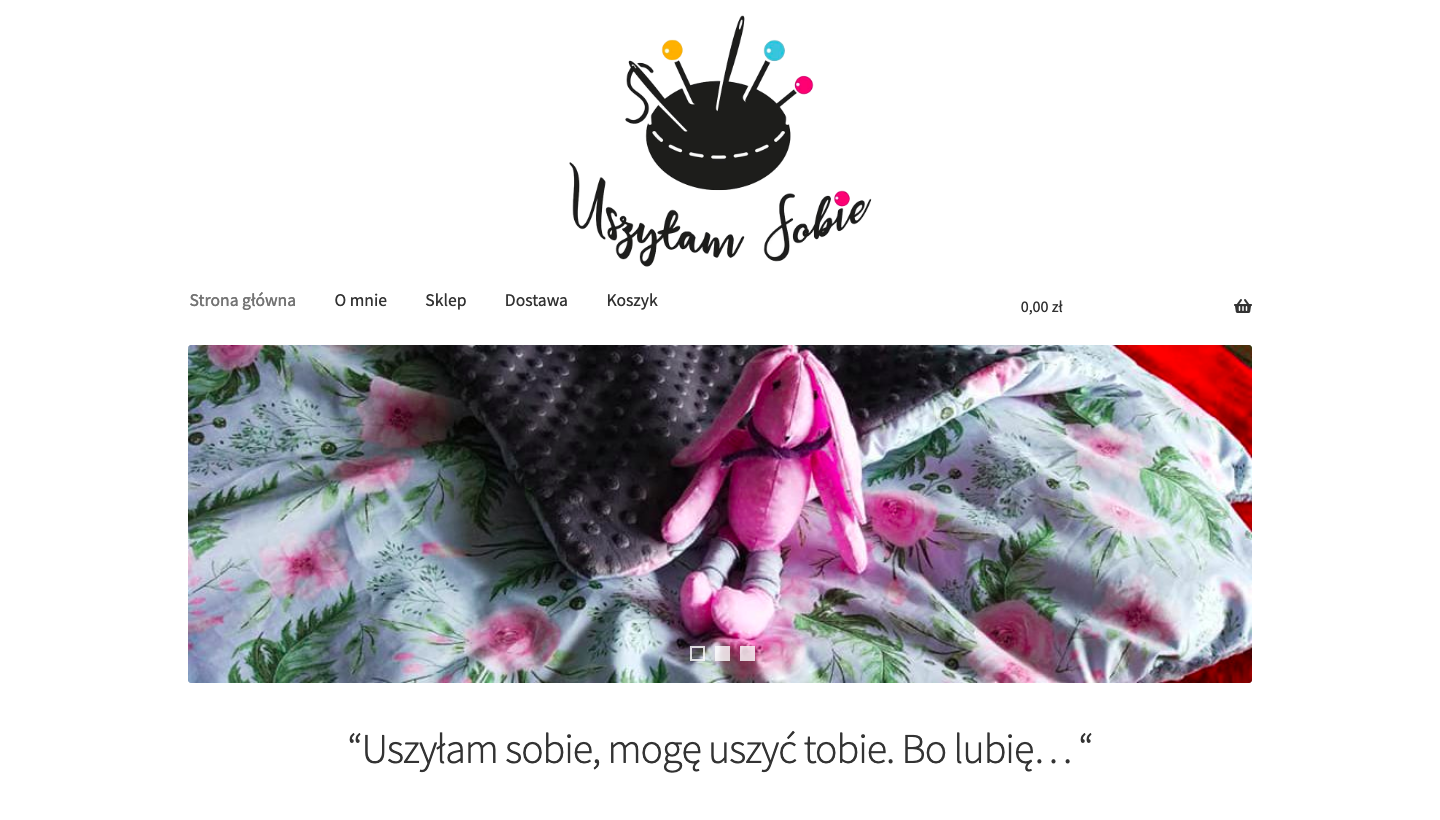 Uszyłam Sobie
Strona główna O mnie Sklep Dostawa Koszyk
0,00 zł
“Uszyłam sobie, mogę uszyć tobie. Bo lubię… “